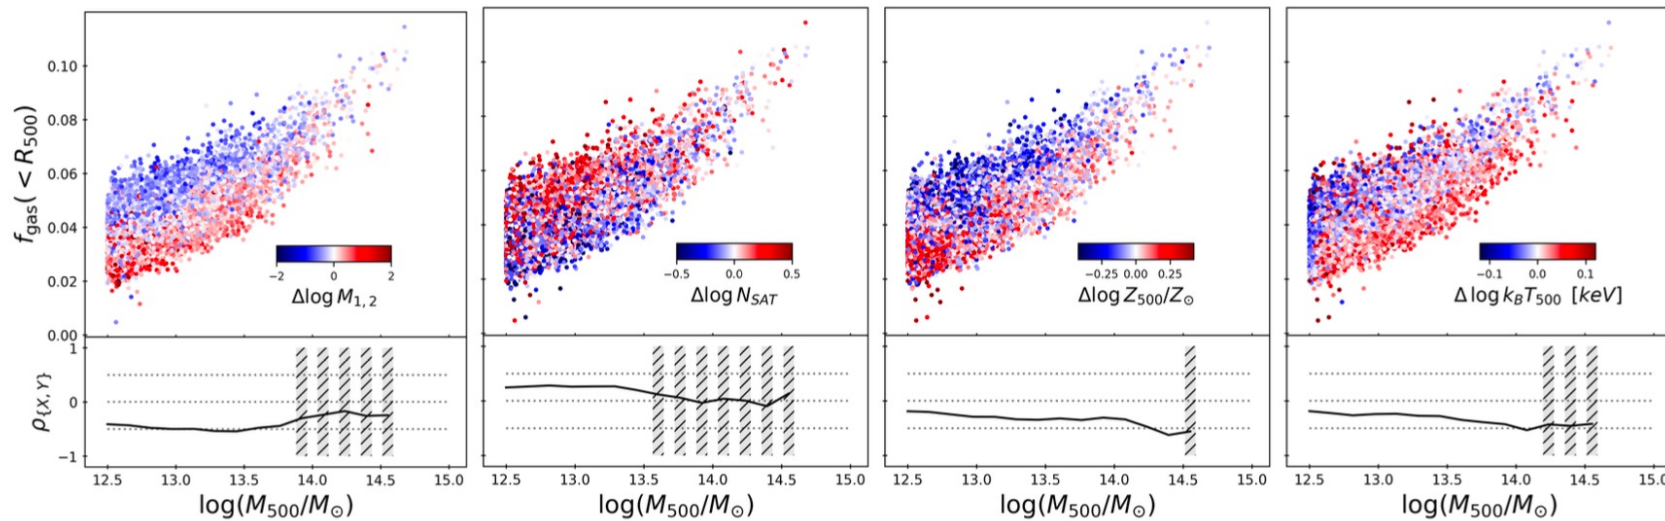 f_gas(< R_500)
0.10
0.08
0.06
0.04
0.02
0.00
−2 0 2
Δlog M_1,2
−0.5 0.0 0.5
Δlog N_SAT
−0.25 0.00 0.25
Δlog Z_500/Z_⊙
−0.1 0.0 0.1
Δ log k_BT_500 [keV]
ρ_{X,Y}
1
0
−1
12.5 13.0 13.5 14.0 14.5 15.0
log(M_500/M_⊙)
12.5 13.0 13.5 14.0 14.5 15.0
log(M_500/M_⊙)
12.5 13.0 13.5 14.0 14.5 15.0
log(M_500/M_⊙)
12.5 13.0 13.5 14.0 14.5 15.0
log(M_500/M_⊙)